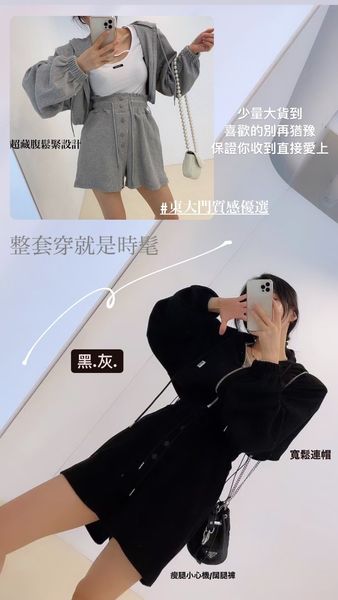 少量大貨到
喜歡的別再猶豫
保證你收到直接愛上
超藏腹鬆緊設計
#東大門質感優選
整套穿就是時髦
黑.灰.
寬鬆連帽
瘦腿小心機/闊腿褲